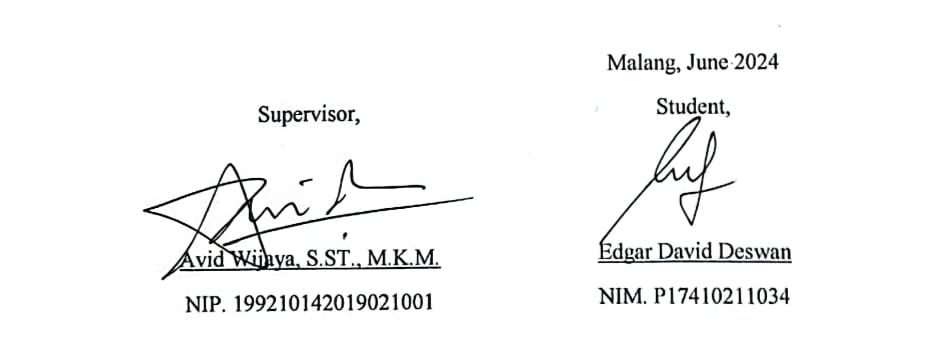 Malang, June 2024
Supervisor,
Student,
Avid Wijaya, S.ST., M.K.M.
Edgar David Deswan
NIP. 199210142019021001
NIM. P17410211034